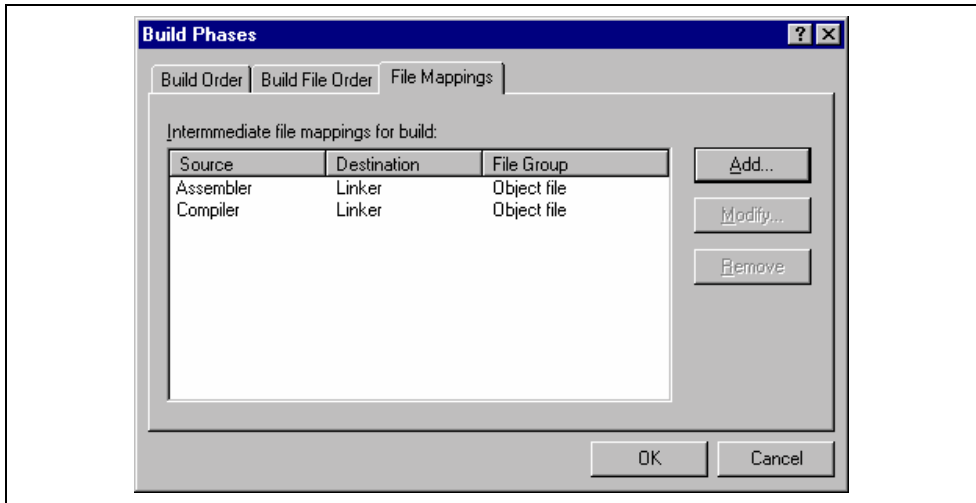 Build Phases
Build Order Build File Order File Mappings
Intermmediate file mappings for build:
Source Destination File Group
Assembler Linker Object file
Compiler Linker Object file
Add...
Modify...
Remove
OK Cancel